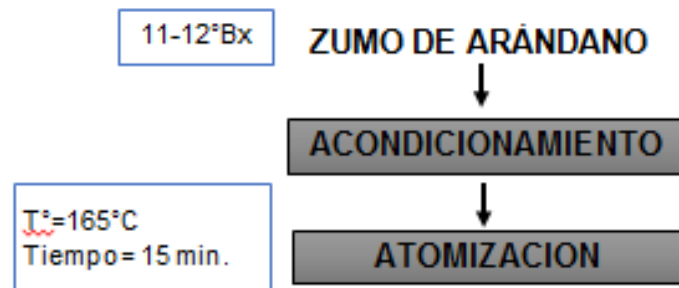 11-12°Bx
ZUMO DE ARÁNDANO
ACONDICIONAMIENTO
T°=165°C
Tiempo= 15 min.
ATOMIZACION